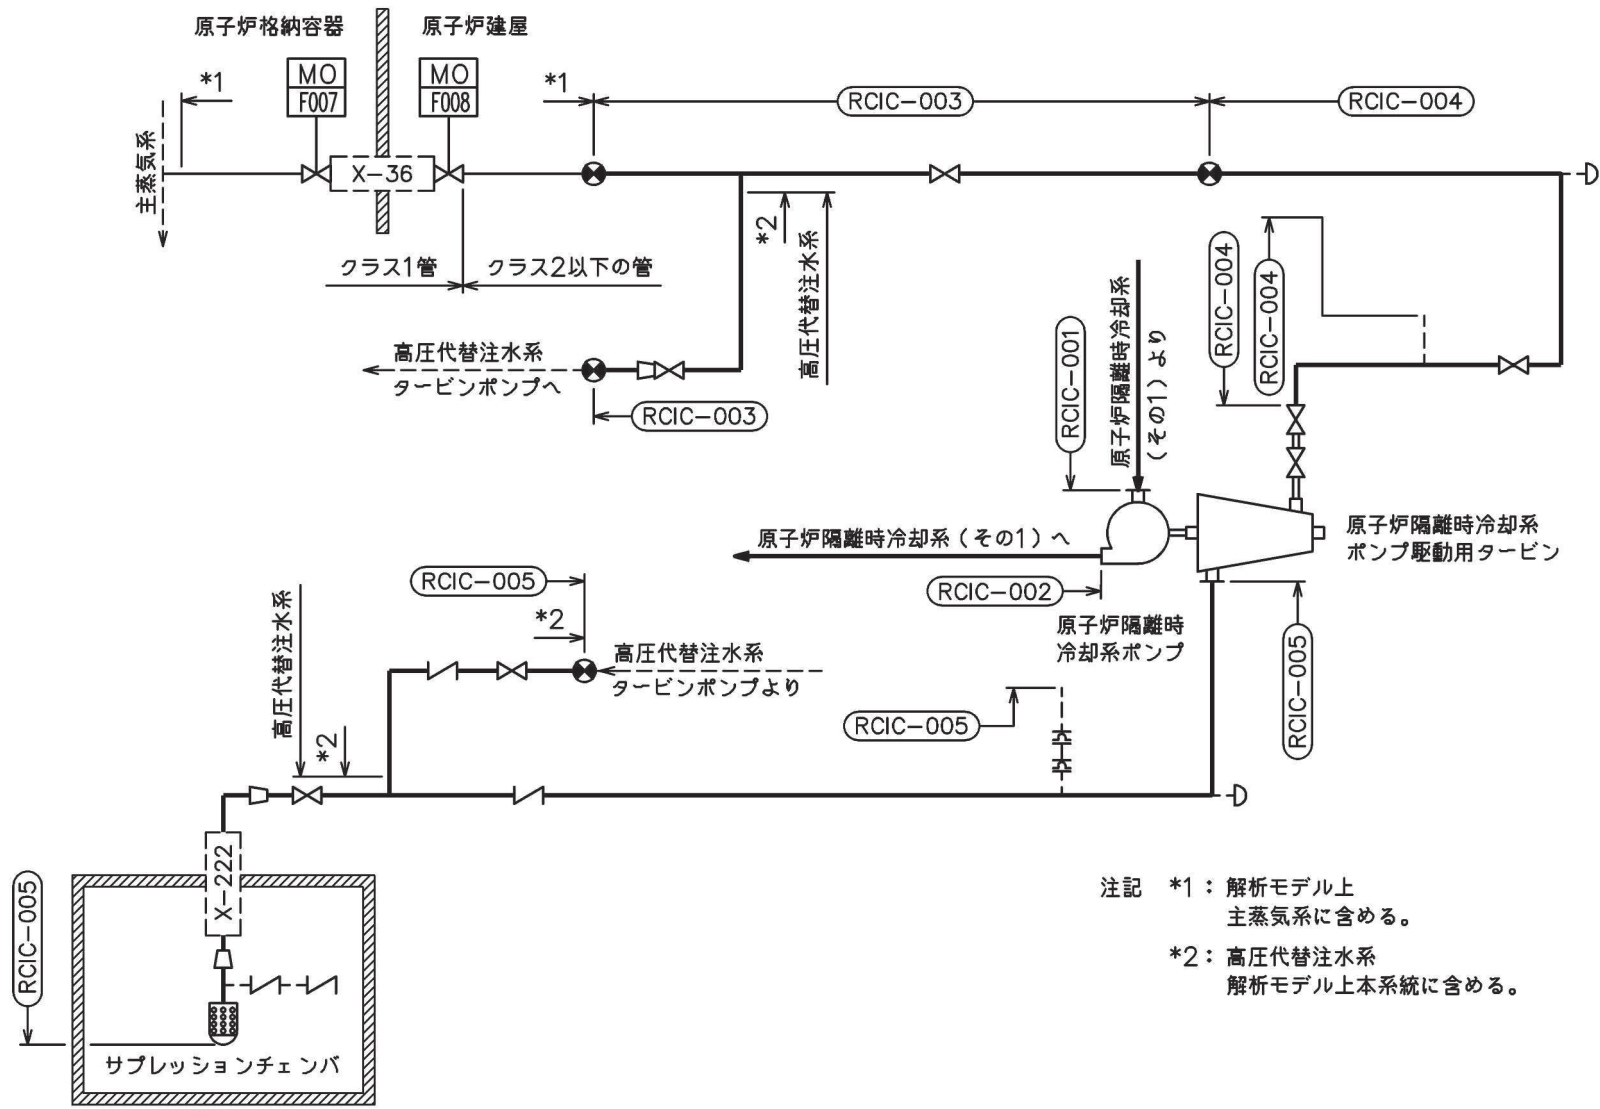 原子炉格納容器
原子炉建屋
*1
MO
F007
MO
F008
*1
RCIC-003
RCIC-004
主蒸気系
X-36
*2
高圧代替注水系
クラス1管
クラス2以下の管
RCIC-004
RCIC-004
高圧代替注水系
タービンポンプへ
RCIC-003
RCIC-001
原子炉隔離時冷却系
(その1)より
原子炉隔離時冷却系(その1)へ
原子炉隔離時冷却系
ポンプ駆動用タービン
RCIC-005
RCIC-002
*2
原子炉隔離時
冷却系ポンプ
高圧代替注水系
高圧代替注水系
タービンポンプより
RCIC-005
RCIC-005
*2
X-222
RCIC-005
サプレッションチェンバ
注記 *1:解析モデル上
主蒸気系に含める。
*2:高圧代替注水系
解析モデル上本系統に含める。